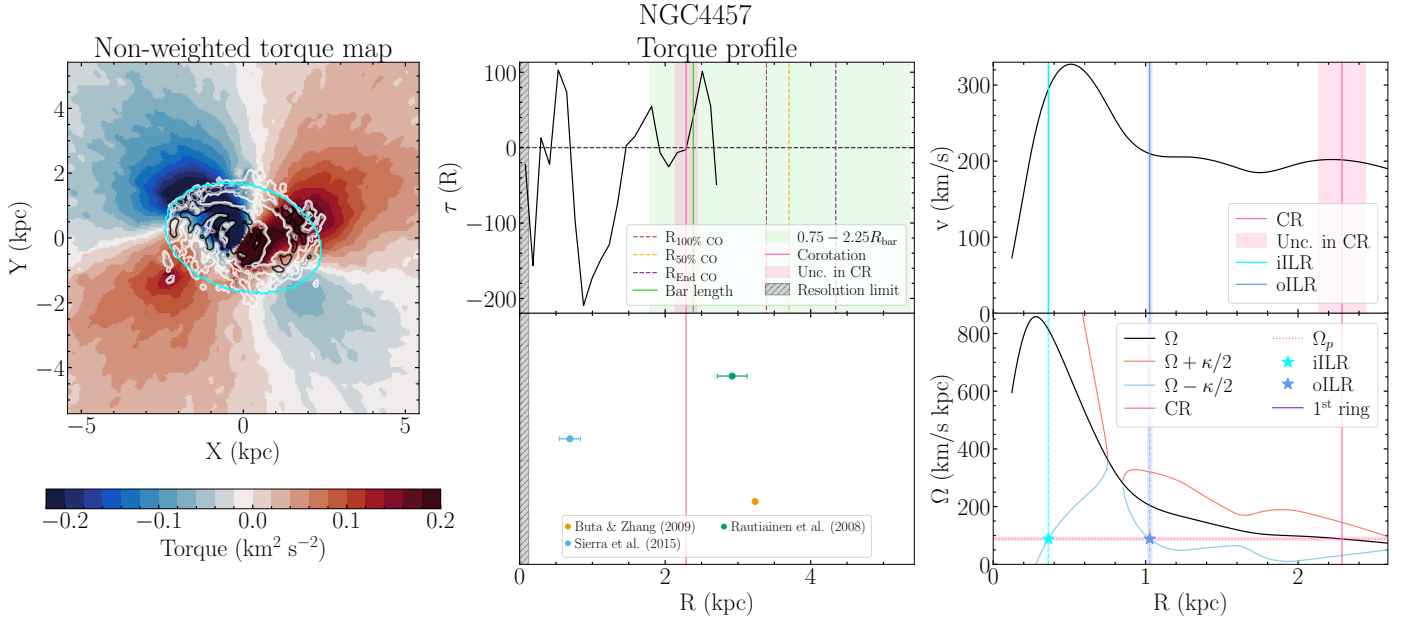 NGC4457
Non-weighted torque map
Torque profile
Y (kpc)
4
2
0
−2
−4
−5
0
5
X (kpc)
−0.2
−0.1
0.0
0.1
0.2
Torque (km² s⁻²)
τ (R)
100
0
−100
−200
R₁₀₀% CO
R₅₀% CO
R_End CO
Bar length
0.75 − 2.25R_bar
Corotation
Unc. in CR
Resolution limit
Buta & Zhang (2009)
Sierra et al. (2015)
Rautiainen et al. (2008)
0
2
4
R (kpc)
v (km/s)
300
200
100
0
CR
Unc. in CR
iILR
oILR
Ω (km/s kpc)
800
600
400
200
0
Ω
Ω + κ/2
Ω − κ/2
CR
Ωₚ
iILR
oILR
1ˢᵗ ring
0
1
2
R (kpc)